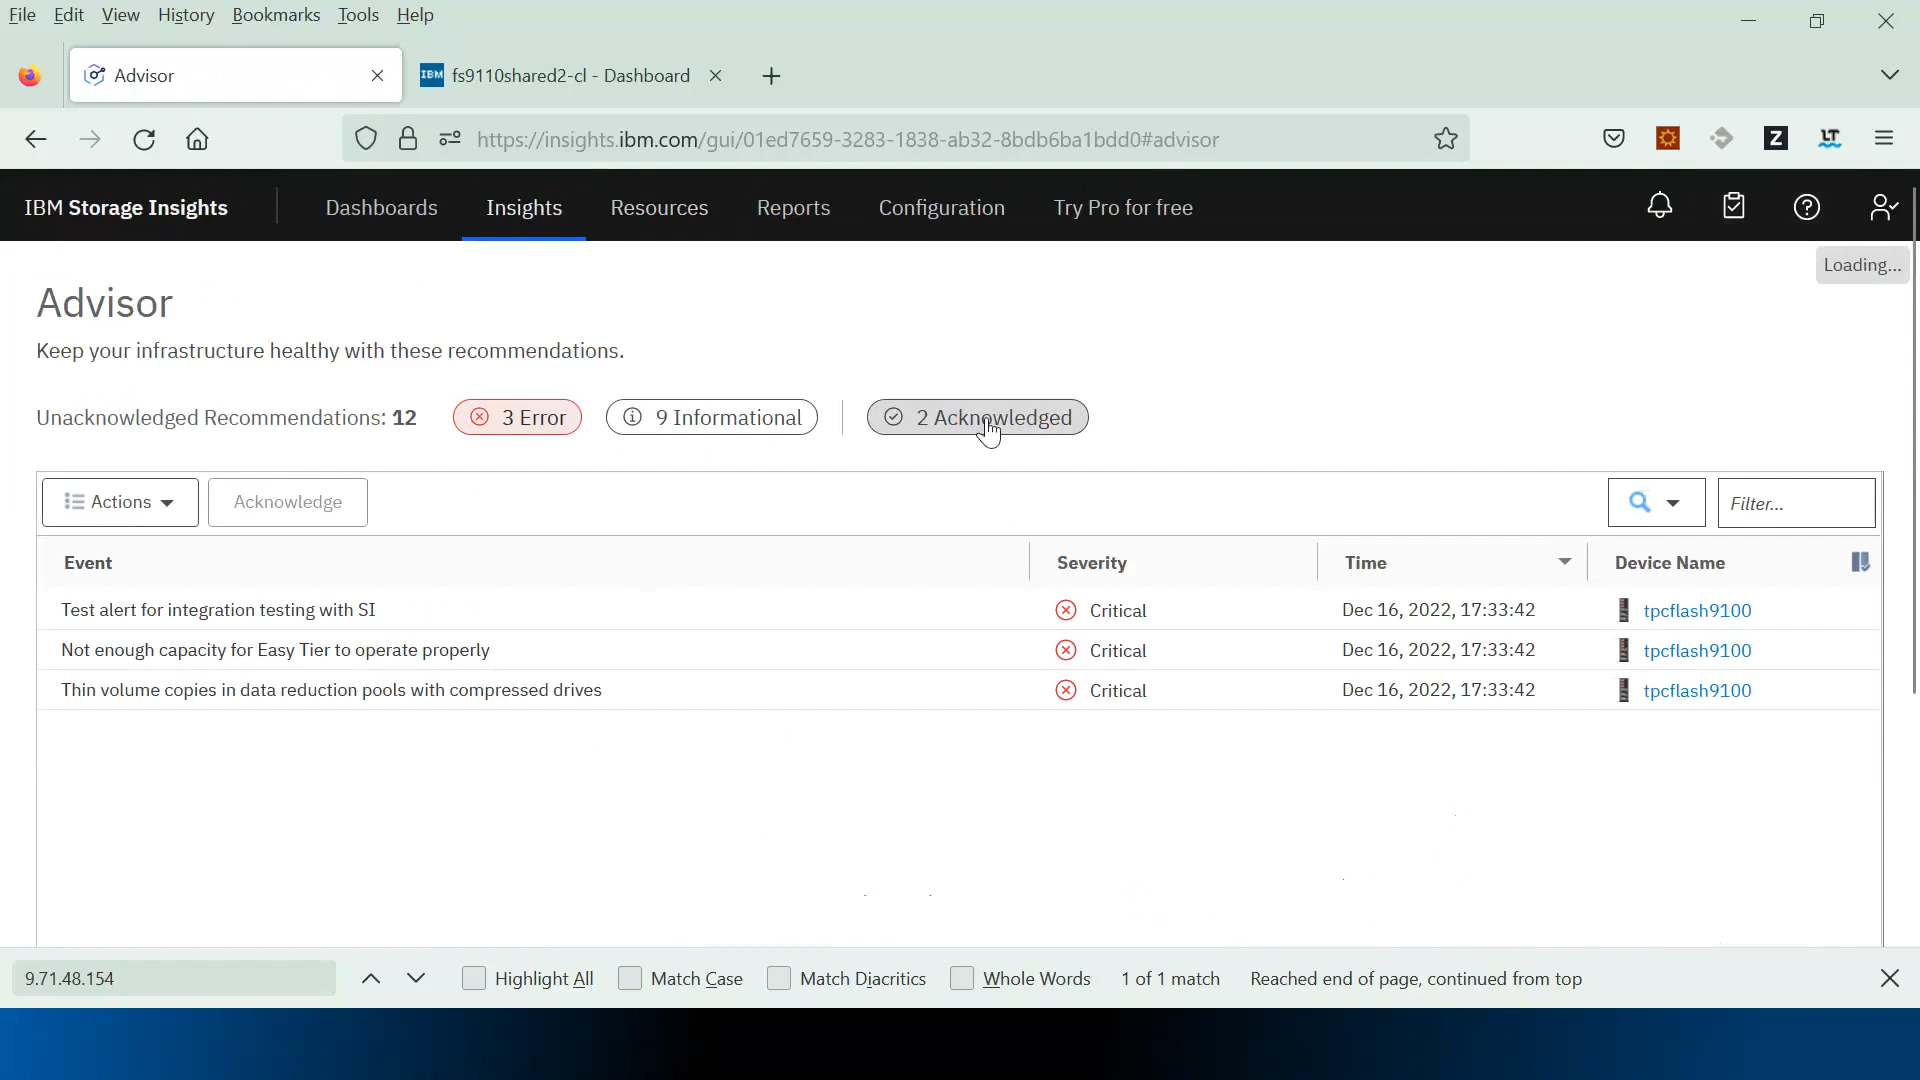 File Edit View History Bookmarks Tools Help
Advisor
IBM fs9110shared2-cl - Dashboard
https://insights.ibm.com/gui/01ed7659-3283-1838-ab32-8bdb6ba1bdd0#advisor
Z
LT
IBM Storage Insights
Dashboards Insights Resources Reports Configuration Try Pro for free
Loading...
Advisor
Keep your infrastructure healthy with these recommendations.
Unacknowledged Recommendations: 12 3 Error 9 Informational 2 Acknowledged
Actions Acknowledge Filter...
Event Severity Time Device Name
Test alert for integration testing with SI Critical Dec 16, 2022, 17:33:42 tpcflash9100
Not enough capacity for Easy Tier to operate properly Critical Dec 16, 2022, 17:33:42 tpcflash9100
Thin volume copies in data reduction pools with compressed drives Critical Dec 16, 2022, 17:33:42 tpcflash9100
9.71.48.154 Highlight All Match Case Match Diacritics Whole Words 1 of 1 match Reached end of page, continued from top